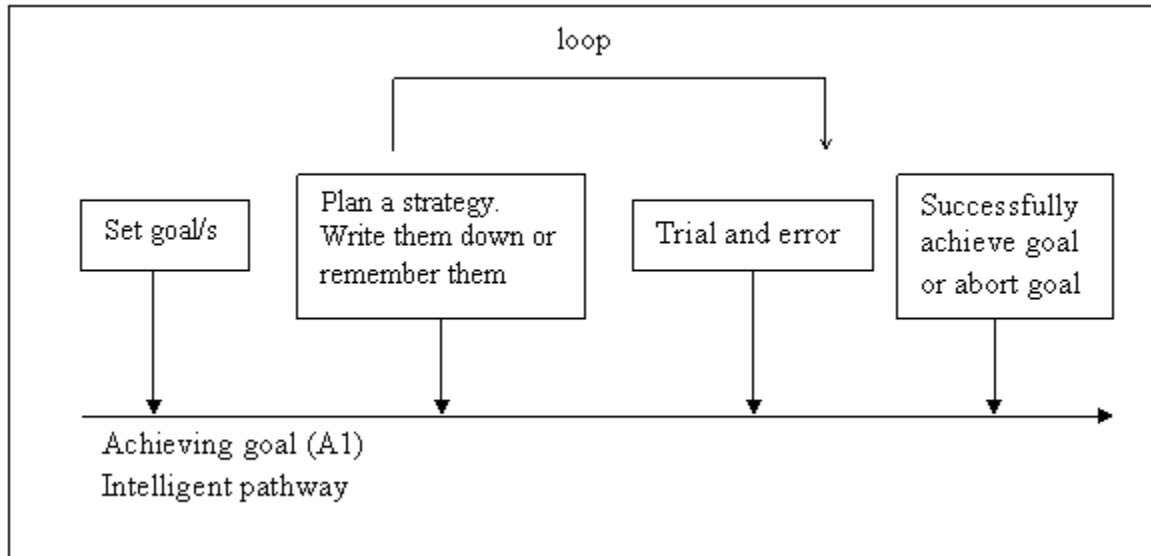 loop
Set goal/s
Plan a strategy.
Write them down or
remember them
Trial and error
Successfully
achieve goal
or abort goal
Achieving goal (A1)
Intelligent pathway